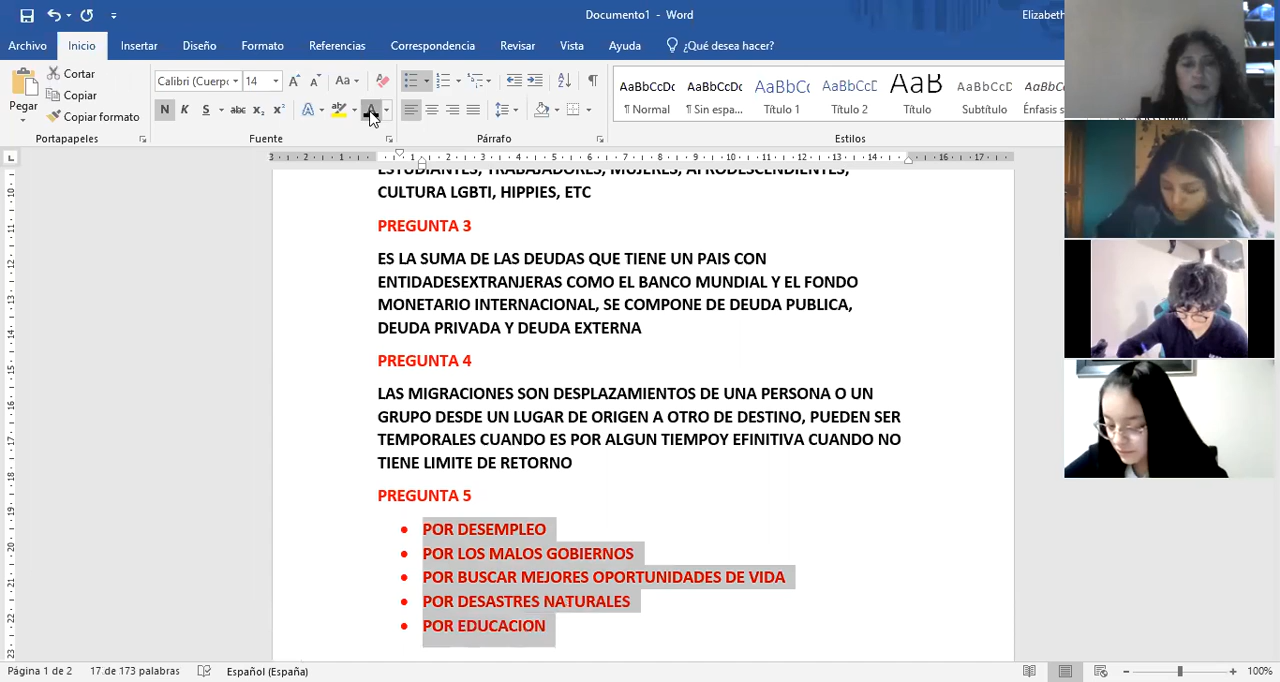 Documento1 - Word
Elizabeth
Archivo Inicio Insertar Diseño Formato Referencias Correspondencia Revisar Vista Ayuda ¿Qué desea hacer?
Pegar
Cortar
Copiar
Copiar formato
Portapapeles
Calibri (Cuerpo 14
Fuente
Párrafo
AaBbCcDc AaBbCcDc AaBbCcDc AaBbCcDc AaB AaBbCcDc
¶ Normal ¶ Sin espa... Título 1 Título 2 Título Subtítulo Énfasis s
Estilos
ESTUDIANTES, TRABAJADORES, MUJERES, AFRODESCENDIENTES,
CULTURA LGBTI, HIPPIES, ETC
PREGUNTA 3
ES LA SUMA DE LAS DEUDAS QUE TIENE UN PAIS CON
ENTIDADESEXTRANJERAS COMO EL BANCO MUNDIAL Y EL FONDO
MONETARIO INTERNACIONAL, SE COMPONE DE DEUDA PUBLICA,
DEUDA PRIVADA Y DEUDA EXTERNA
PREGUNTA 4
LAS MIGRACIONES SON DESPLAZAMIENTOS DE UNA PERSONA O UN
GRUPO DESDE UN LUGAR DE ORIGEN A OTRO DE DESTINO, PUEDEN SER
TEMPORALES CUANDO ES POR ALGUN TIEMPOY EFINITIVA CUANDO NO
TIENE LIMITE DE RETORNO
PREGUNTA 5
• POR DESEMPLEO
• POR LOS MALOS GOBIERNOS
• POR BUSCAR MEJORES OPORTUNIDADES DE VIDA
• POR DESASTRES NATURALES
• POR EDUCACION
Página 1 de 2 17 de 173 palabras Español (España) 100%